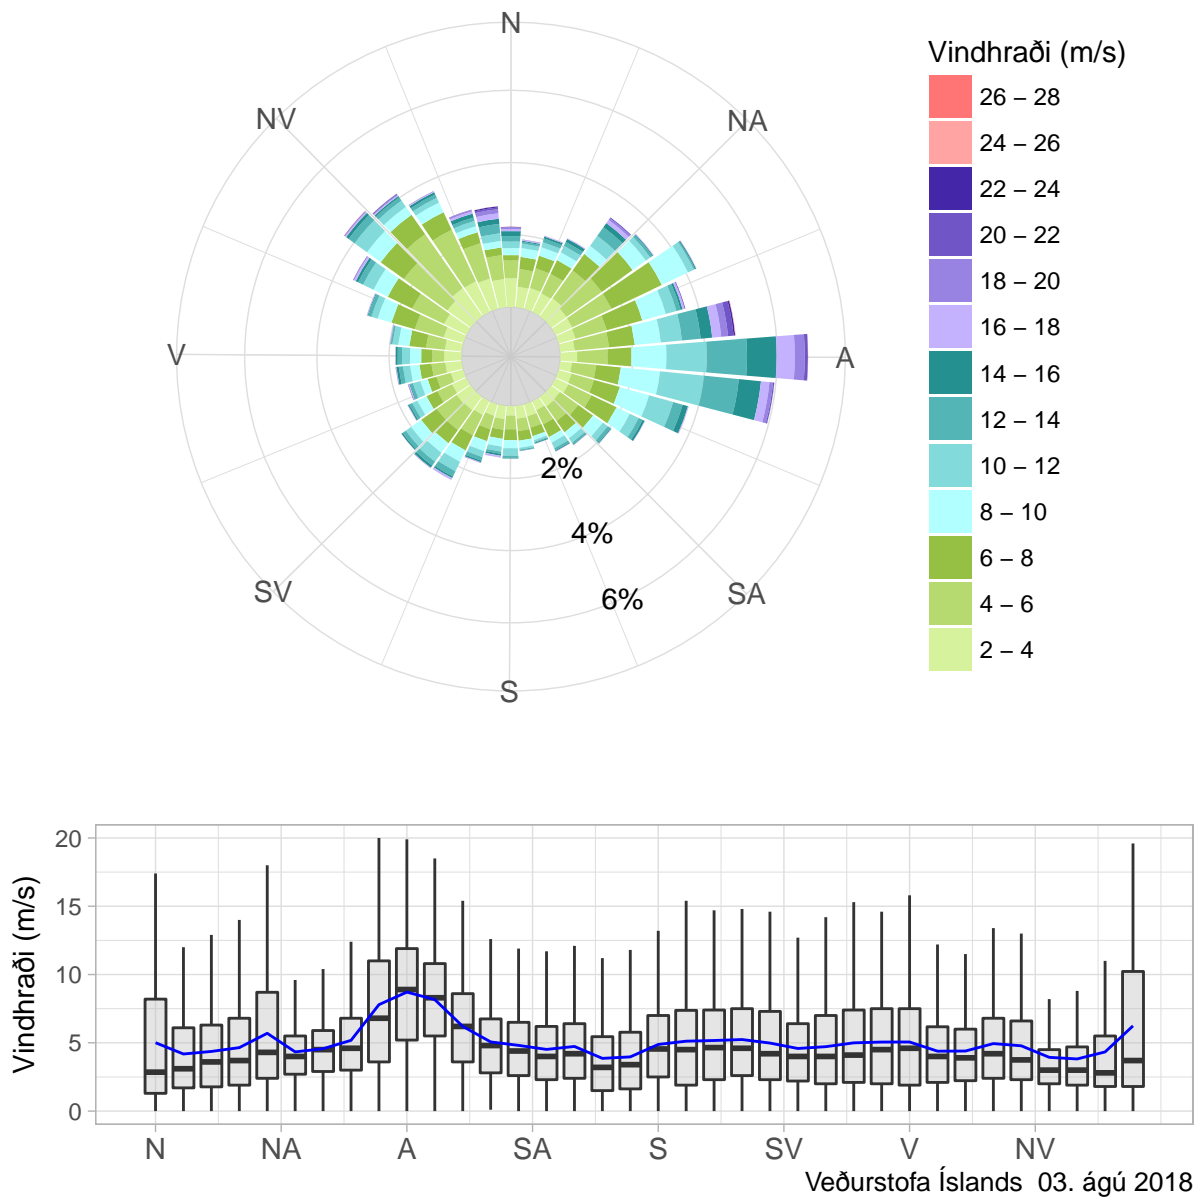 N
NV
NA
V
A
SV
SA
S
2%
4%
6%
Vindhraði (m/s)
26 – 28
24 – 26
22 – 24
20 – 22
18 – 20
16 – 18
14 – 16
12 – 14
10 – 12
8 – 10
6 – 8
4 – 6
2 – 4
Vindhraði (m/s)
20
15
10
5
0
N NA A SA S SV V NV
Veðurstofa Íslands 03. ágú 2018